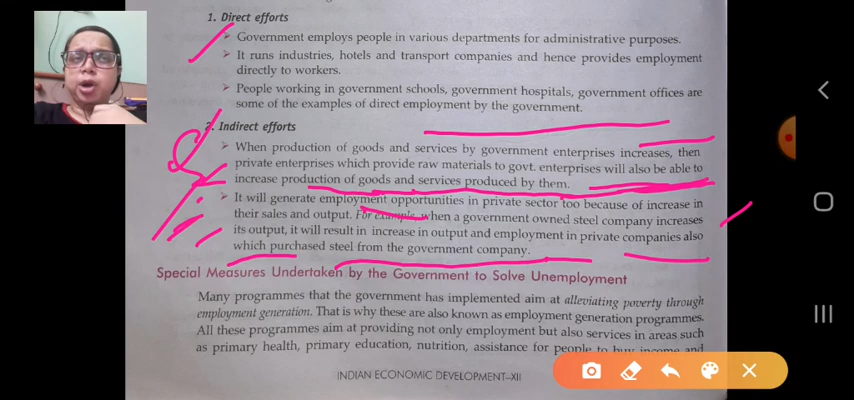 1. Direct efforts
➢ Government employs people in various departments for administrative purposes.
➢ It runs industries, hotels and transport companies and hence provides employment
directly to workers.
➢ People working in government schools, government hospitals, government offices are
some of the examples of direct employment by the government.
2. Indirect efforts
➢ When production of goods and services by government enterprises increases, then
private enterprises which provide raw materials to govt. enterprises will also be able to
increase production of goods and services produced by them.
➢ It will generate employment opportunities in private sector too because of increase in
their sales and output. For example, when a government owned steel company increases
its output, it will result in increase in output and employment in private companies also
which purchased steel from the government company.
Special Measures Undertaken by the Government to Solve Unemployment
Many programmes that the government has implemented aim at alleviating poverty through
employment generation. That is why these are also known as employment generation programmes.
All these programmes aim at providing not only employment but also services in areas such
as primary health, primary education, nutrition, assistance for people to buy income and
INDIAN ECONOMIC DEVELOPMENT–XII